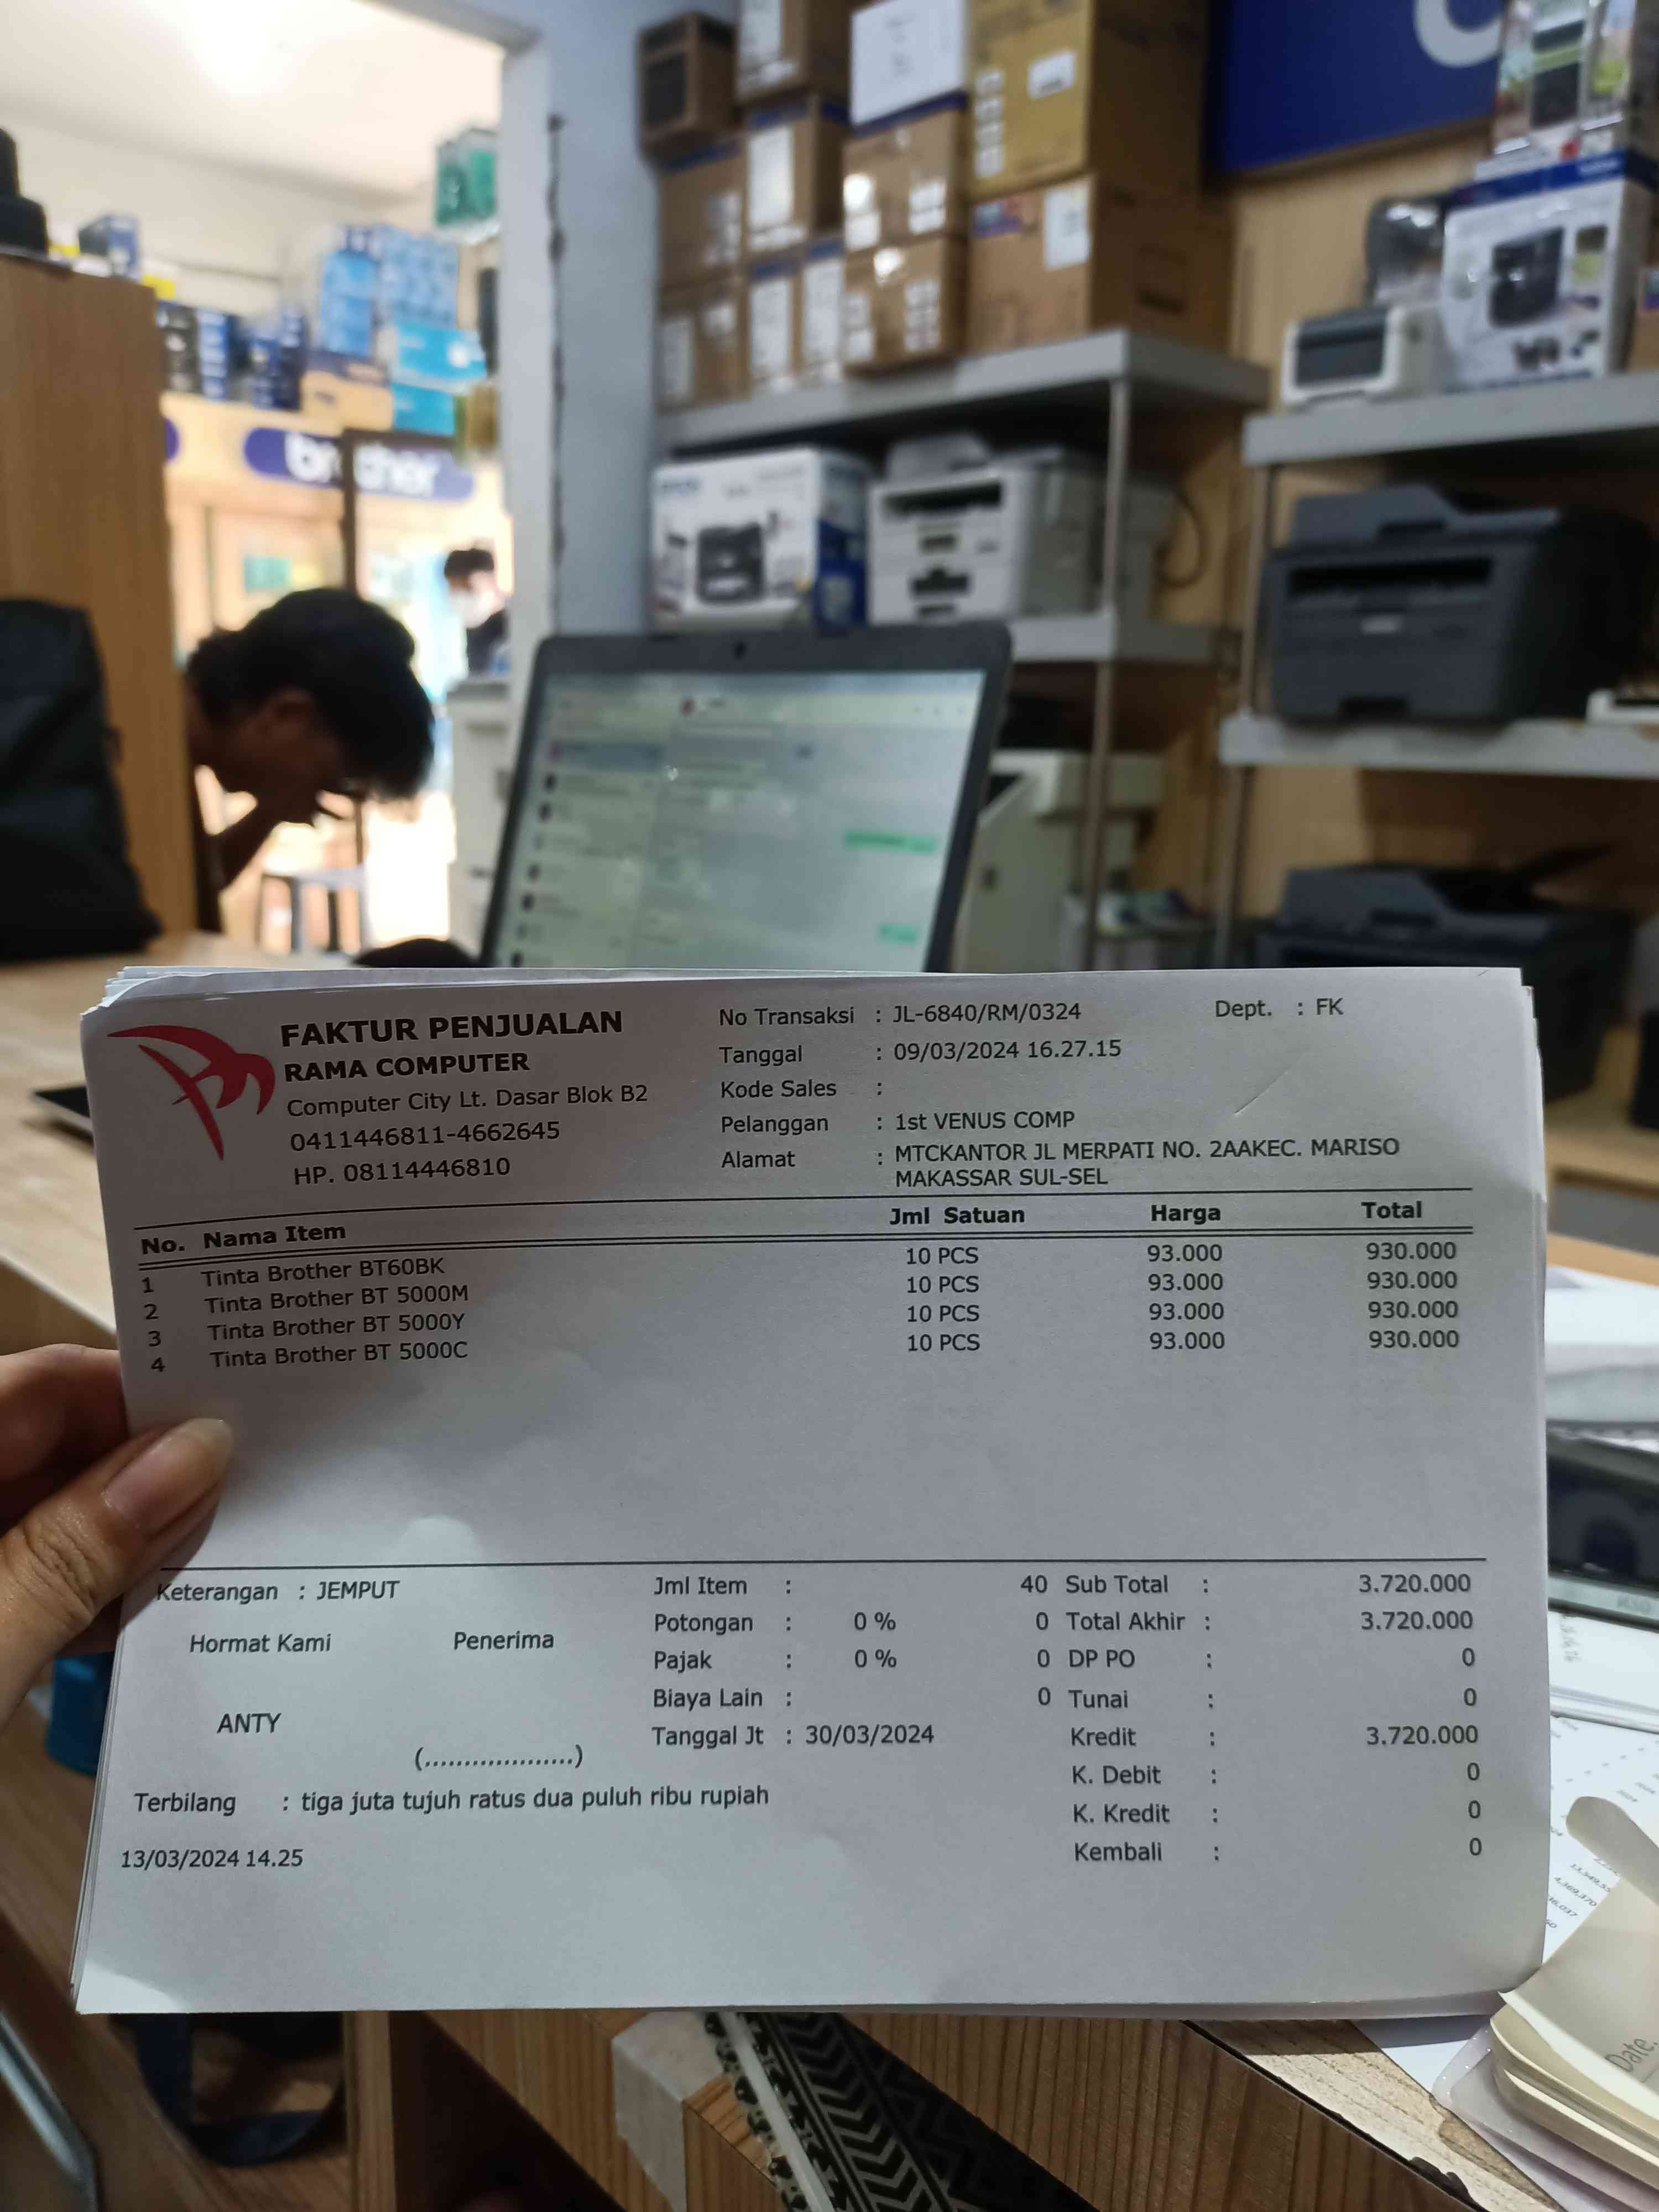 brother
FAKTUR PENJUALAN
RAMA COMPUTER
Computer City Lt. Dasar Blok B2
0411446811-4662645
HP. 08114446810
No Transaksi : JL-6840/RM/0324
Dept. : FK
Tanggal : 09/03/2024 16.27.15
Kode Sales :
Pelanggan : 1st VENUS COMP
Alamat : MTCKANTOR JL MERPATI NO. 2AAKEC. MARISO
MAKASSAR SUL-SEL
No. Nama Item Jml Satuan Harga Total
1 Tinta Brother BT60BK 10 PCS 93.000 930.000
2 Tinta Brother BT 5000M 10 PCS 93.000 930.000
3 Tinta Brother BT 5000Y 10 PCS 93.000 930.000
4 Tinta Brother BT 5000C 10 PCS 93.000 930.000
Keterangan : JEMPUT
Hormat Kami Penerima
ANTY
(...................)
Jml Item : 40
Potongan : 0 % 0
Pajak : 0 % 0
Biaya Lain : 0
Tanggal Jt : 30/03/2024
Sub Total : 3.720.000
Total Akhir : 3.720.000
DP PO : 0
Tunai : 0
Kredit : 3.720.000
K. Debit : 0
K. Kredit : 0
Kembali : 0
Terbilang : tiga juta tujuh ratus dua puluh ribu rupiah
13/03/2024 14.25
Date.